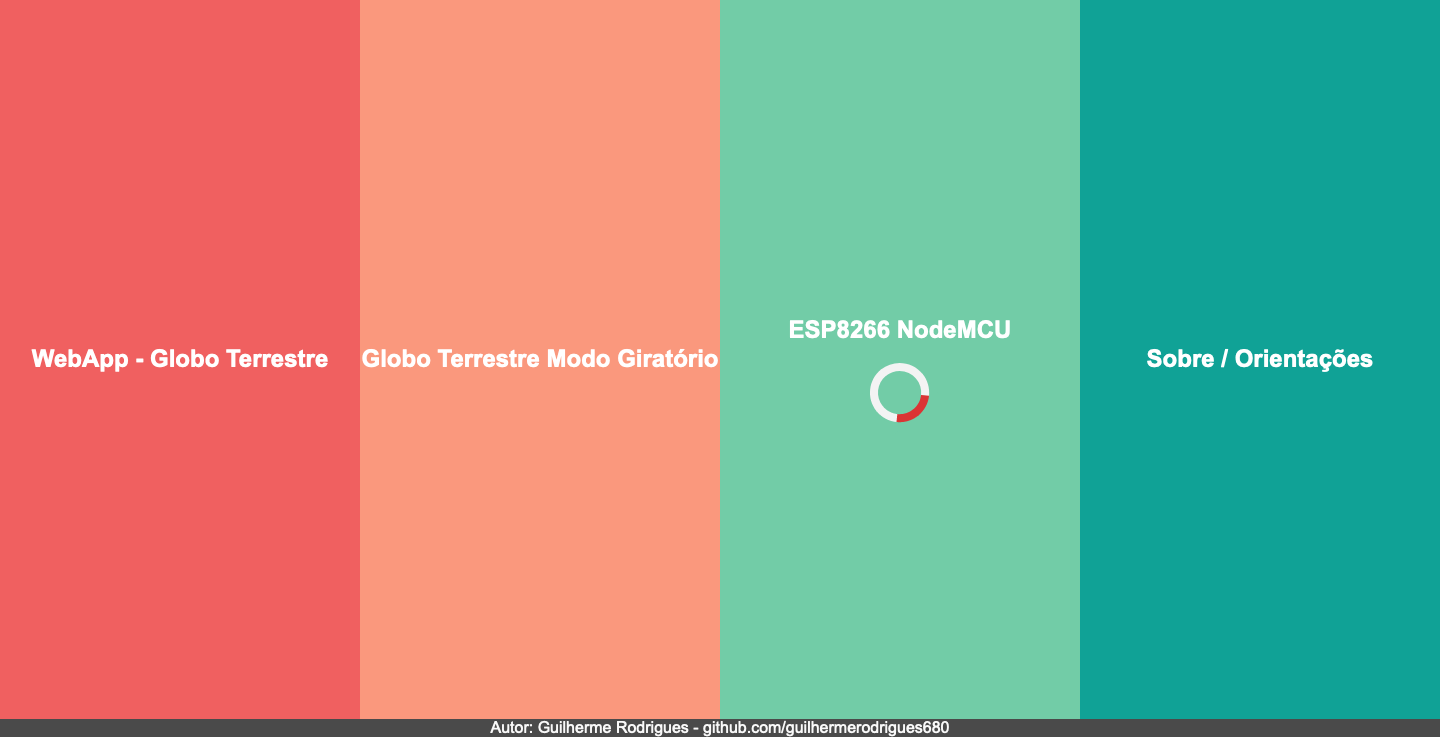 WebApp - Globo Terrestre
Globo Terrestre Modo Giratório
ESP8266 NodeMCU
Sobre / Orientações
Autor: Guilherme Rodrigues - github.com/guilhermerodrigues680